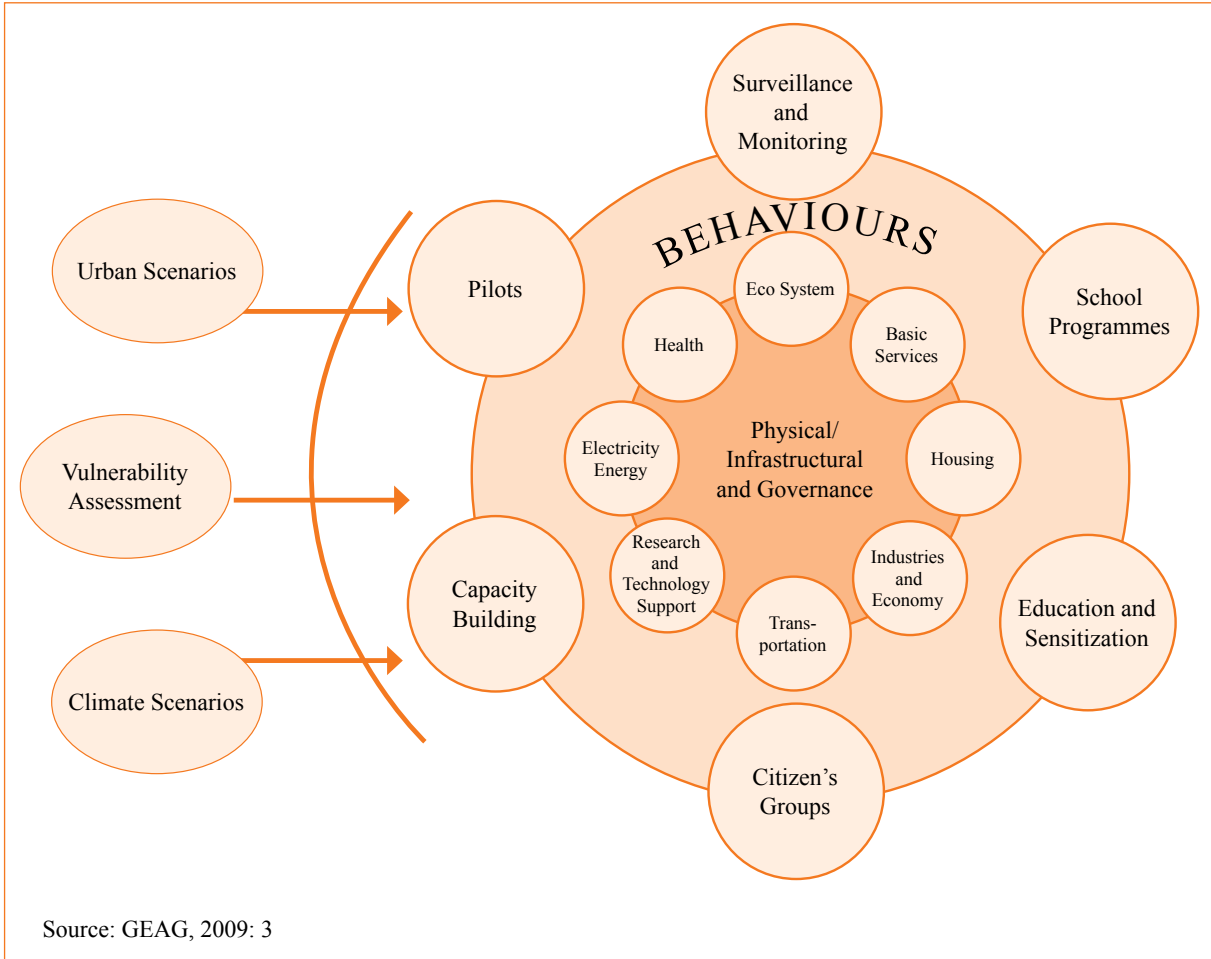 Surveillance
and
Monitoring
BEHAVIOURS
Urban Scenarios
Pilots
School
Programmes
Eco System
Health
Basic
Services
Electricity
Energy
Physical/
Infrastructural
and Governance
Housing
Vulnerability
Assessment
Research
and
Technology
Support
Industries
and
Economy
Capacity
Building
Trans-
portation
Education and
Sensitization
Climate Scenarios
Citizen’s
Groups
Source: GEAG, 2009: 3